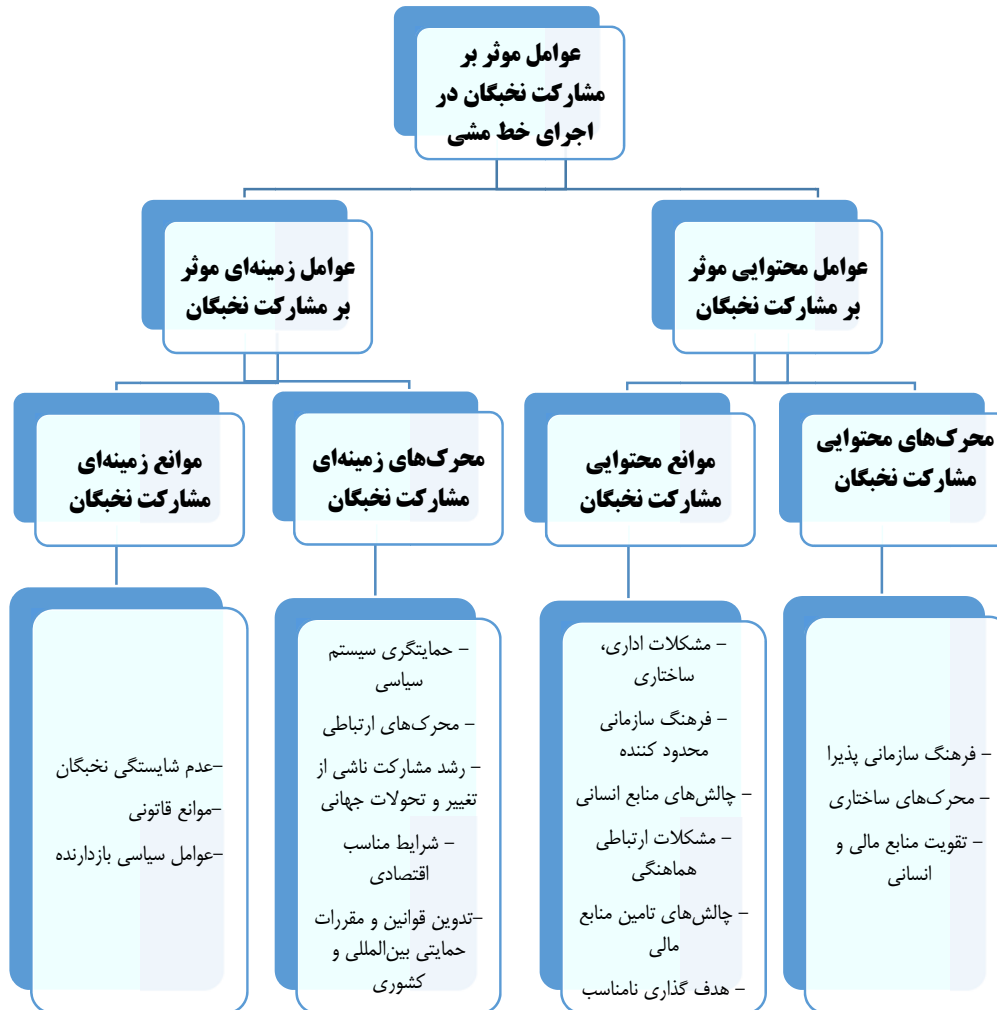 عوامل موثر بر
مشارکت نخبگان در
اجرای خط مشی
عوامل محتوایی موثر
بر مشارکت نخبگان
عوامل زمینه‌ای موثر
بر مشارکت نخبگان
محرک‌های محتوایی
مشارکت نخبگان
موانع محتوایی
مشارکت نخبگان
محرک‌های زمینه‌ای
مشارکت نخبگان
موانع زمینه‌ای
مشارکت نخبگان
- فرهنگ سازمانی پذیرا
- محرک‌های ساختاری
- تقویت منابع مالی و
انسانی
- مشکلات اداری،
ساختاری
- فرهنگ سازمانی
محدود کننده
- چالش‌های منابع انسانی
- مشکلات ارتباطی
هماهنگی
- چالش‌های تامین منابع
مالی
- هدف گذاری نامناسب
- حمایتگری سیستم
سیاسی
- محرک‌های ارتباطی
- رشد مشارکت ناشی از
تغییر و تحولات جهانی
- شرایط مناسب
اقتصادی
-تدوین قوانین و مقررات
حمایتی بین‌المللی و
کشوری
-عدم شایستگی نخبگان
-موانع قانونی
-عوامل سیاسی بازدارنده